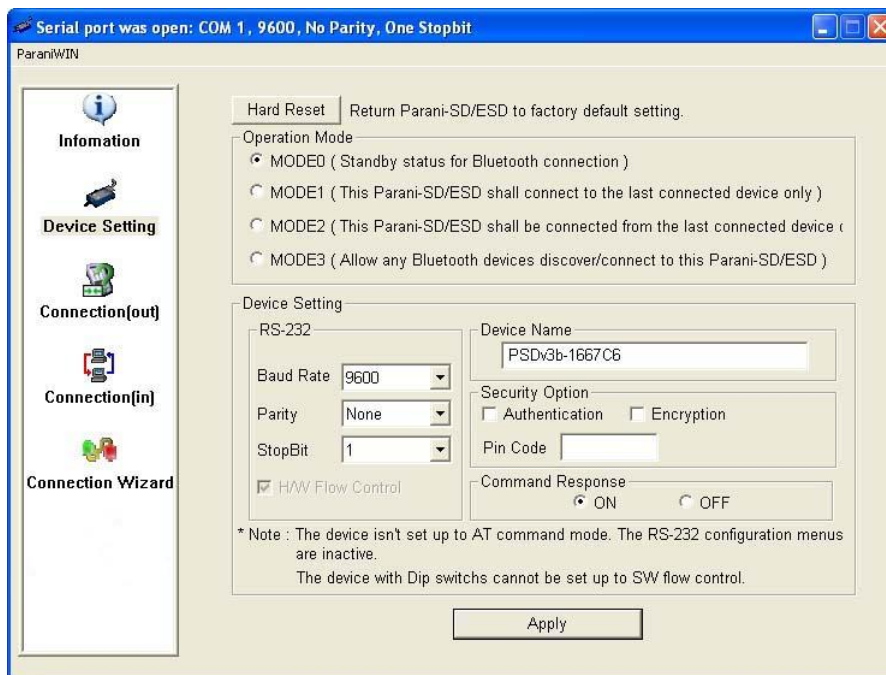 Serial port was open: COM 1, 9600, No Parity, One Stopbit
ParaniWIN
Infomation
Device Setting
Connection(out)
Connection(in)
Connection Wizard
Hard Reset Return Parani-SD/ESD to factory default setting.
Operation Mode
MODE0 ( Standby status for Bluetooth connection )
MODE1 ( This Parani-SD/ESD shall connect to the last connected device only )
MODE2 ( This Parani-SD/ESD shall be connected from the last connected device
MODE3 ( Allow any Bluetooth devices discover/connect to this Parani-SD/ESD )
Device Setting
RS-232
Baud Rate 9600
Parity None
StopBit 1
H/W Flow Control
Device Name
PSDv3b-1667C6
Security Option
Authentication Encryption
Pin Code
Command Response
ON OFF
* Note : The device isn't set up to AT command mode. The RS-232 configuration menus
are inactive.
The device with Dip switchs cannot be set up to SW flow control.
Apply